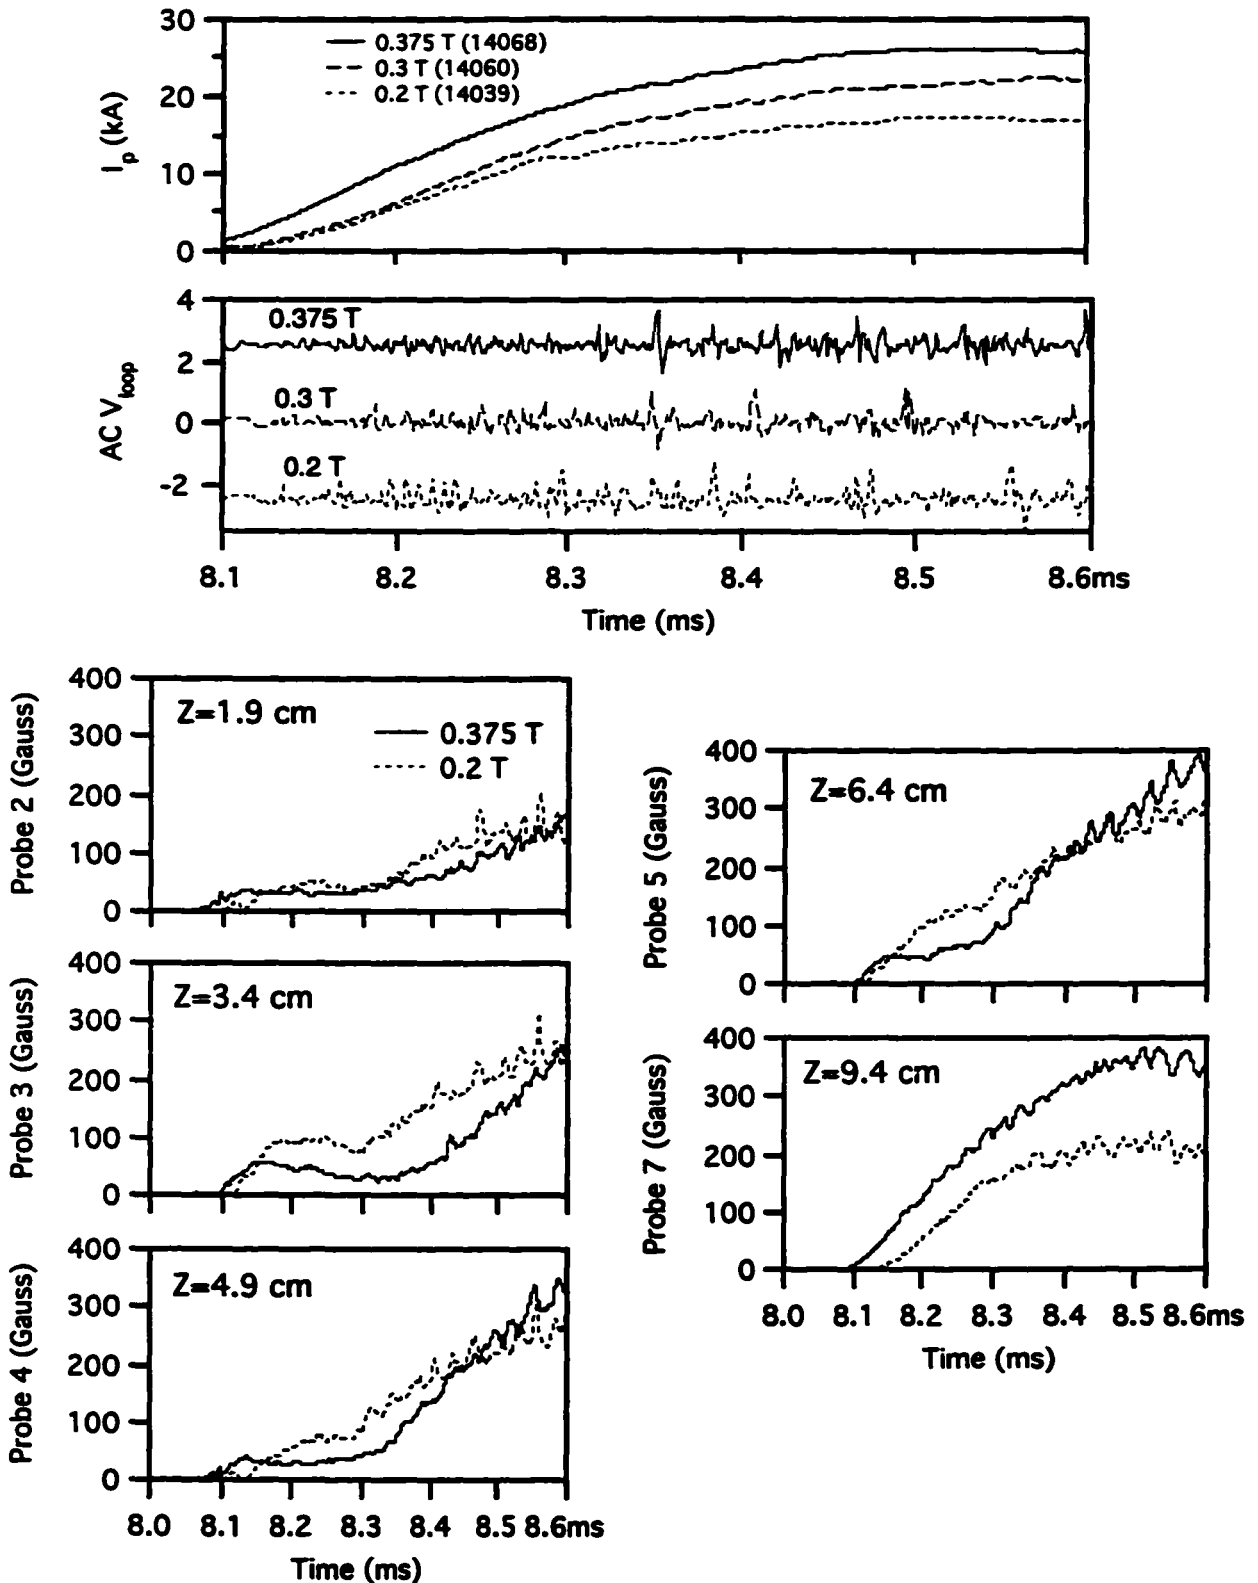 30
20
10
0
I_p (kA)
0.375 T (14068)
0.3 T (14060)
0.2 T (14039)
4
2
0
-2
AC V_loop
0.375 T
0.3 T
0.2 T
8.1 8.2 8.3 8.4 8.5 8.6ms
Time (ms)
400
300
200
100
0
Probe 2 (Gauss)
Z=1.9 cm
0.375 T
0.2 T
400
300
200
100
0
Probe 3 (Gauss)
Z=3.4 cm
400
300
200
100
0
Probe 4 (Gauss)
Z=4.9 cm
8.0 8.1 8.2 8.3 8.4 8.5 8.6ms
Time (ms)
400
300
200
100
0
Probe 5 (Gauss)
Z=6.4 cm
400
300
200
100
0
Probe 7 (Gauss)
Z=9.4 cm
8.0 8.1 8.2 8.3 8.4 8.5 8.6ms
Time (ms)